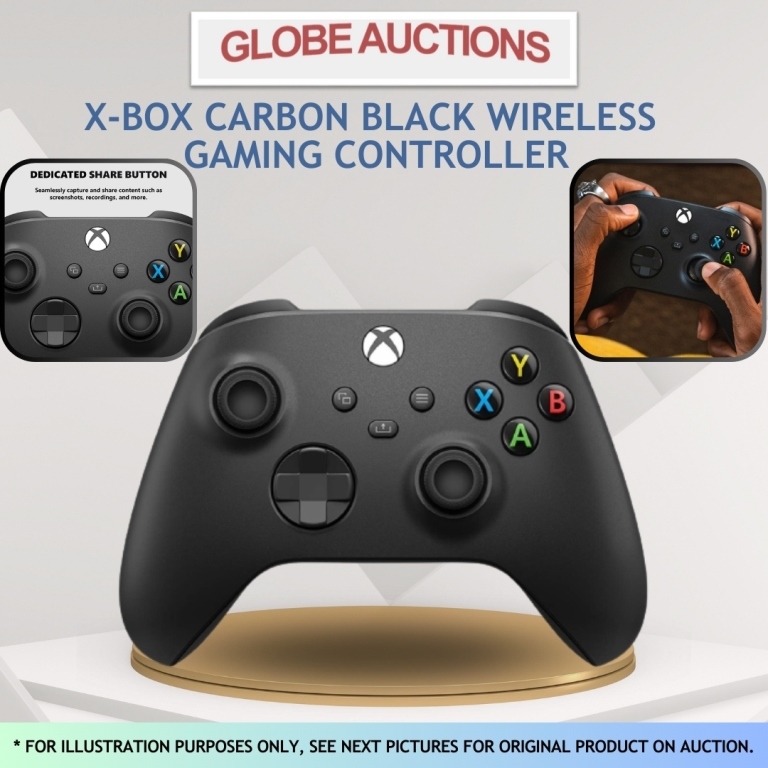 GLOBE AUCTIONS
X-BOX CARBON BLACK WIRELESS
GAMING CONTROLLER
DEDICATED SHARE BUTTON
Seamlessly capture and share content such as
screenshots, recordings, and more.
Y
X
A
Y
X
B
A
Y
X
B
A
* FOR ILLUSTRATION PURPOSES ONLY, SEE NEXT PICTURES FOR ORIGINAL PRODUCT ON AUCTION.